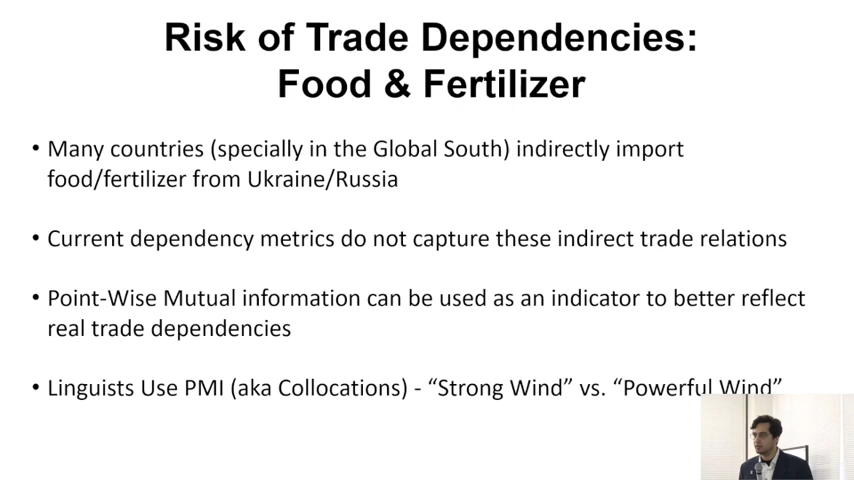 Risk of Trade Dependencies:
Food & Fertilizer
• Many countries (specially in the Global South) indirectly import
food/fertilizer from Ukraine/Russia
• Current dependency metrics do not capture these indirect trade relations
• Point-Wise Mutual information can be used as an indicator to better reflect
real trade dependencies
• Linguists Use PMI (aka Collocations) - “Strong Wind” vs. “Powerful Wind”